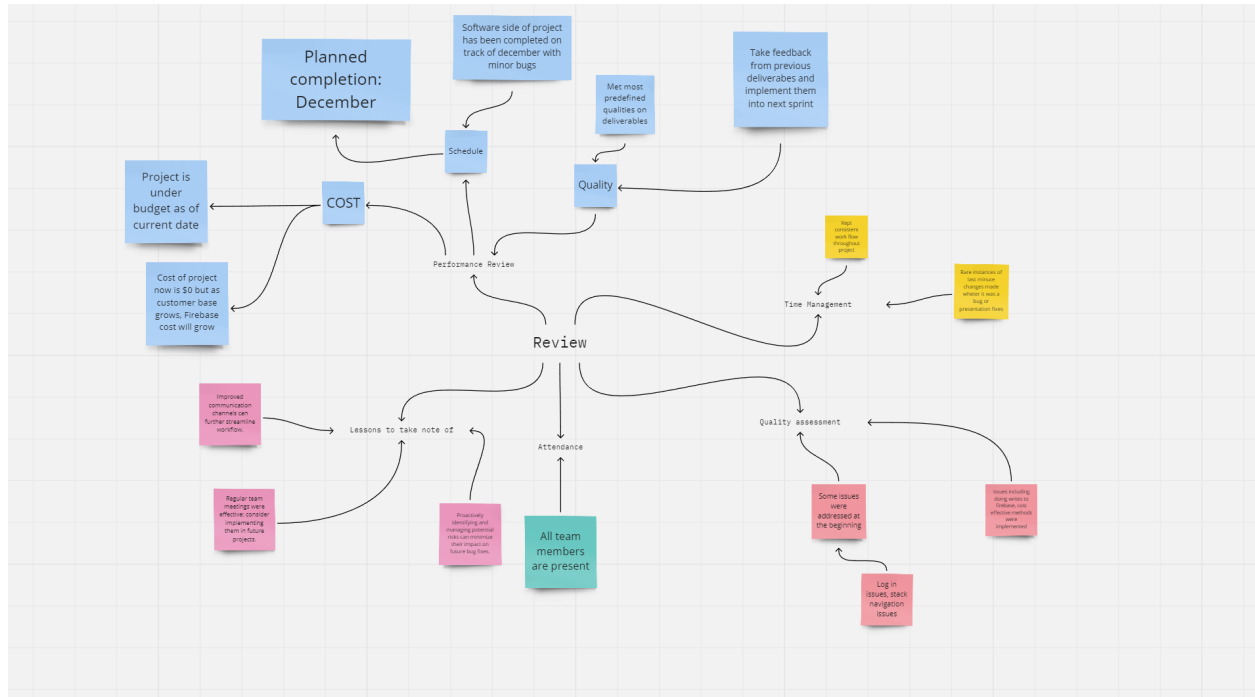 Software side of project
has been completed on
track of december with
minor bugs
Planned
completion:
December
Take feedback
from previous
deliverabes and
implement them
into next sprint
Met most
predefined
qualities on
deliverables
Schedule
Quality
Project is
under
budget as of
current date
COST
Kept
consistent
work flow
throughout
project
Performance Review
Cost of project
now is $0 but as
customer base
grows, Firebase
cost will grow
Time Management
Rare instances of
last minute
changes made
wheter it was a
bug or
presentation fixes
Review
Improved
communication
channels can
further streamline
workflow.
Lessons to take note of
Attendance
Quality assessment
Regular team
meetings were
effective; consider
implementing
them in future
projects.
Proactively
identifying and
managing potential
risks can minimize
their impact on
future bug fixes.
All team
members
are present
Some issues
were
addressed at
the beginning
Issues including
doing writes to
firebase, cost
effective methods
were
implemented
Log in
issues, stack
navigation
issues